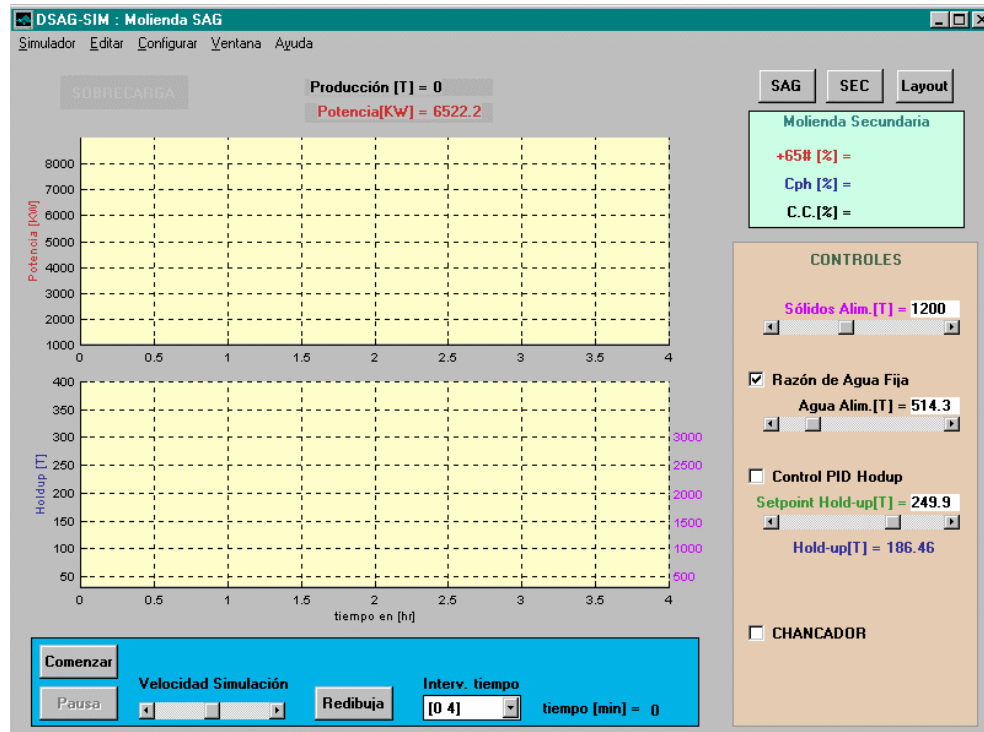 DSAG-SIM : Molienda SAG
Simulador Editar Configurar Ventana Ayuda
SOBRECARGA
Producción [T] = 0
Potencia[KW] = 6522.2
SAG SEC Layout
Molienda Secundaria
+65# [%] =
Cph [%] =
C.C.[%] =
Potencia [KW]
8000
7000
6000
5000
4000
3000
2000
1000
0 0.5 1 1.5 2 2.5 3 3.5 4
Holdup [T]
400
350
300
250
200
150
100
50
3000
2500
2000
1500
1000
500
0 0.5 1 1.5 2 2.5 3 3.5 4
tiempo en [hr]
CONTROLES
Sólidos Alim.[T] = 1200
Razón de Agua Fija
Agua Alim.[T] = 514.3
Control PID Hodup
Setpoint Hold-up[T] = 249.9
Hold-up[T] = 186.46
CHANCADOR
Comenzar
Pausa
Velocidad Simulación
Redibuja
Interv. tiempo
[0 4]
tiempo [min] = 0